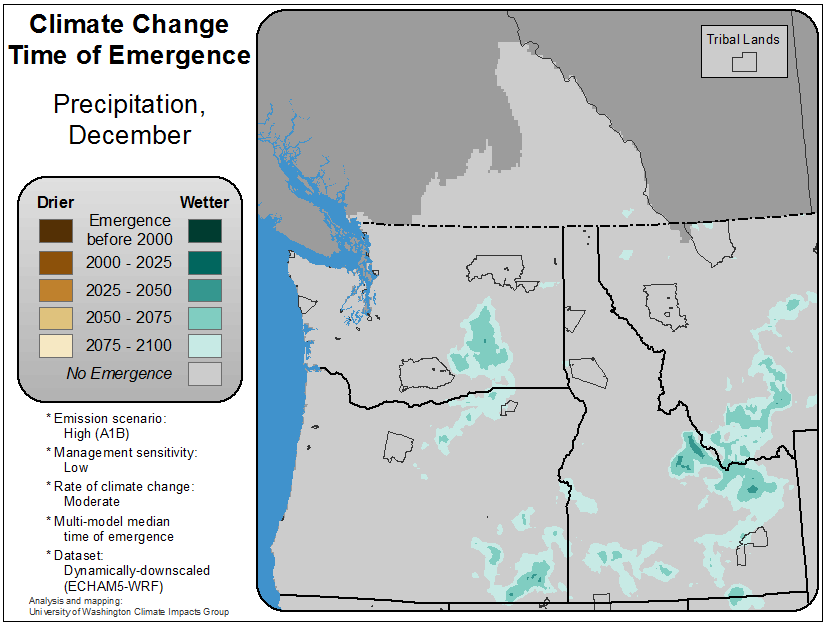 Climate Change
Time of Emergence
Precipitation,
December
Drier Wetter
Emergence
before 2000
2000 - 2025
2025 - 2050
2050 - 2075
2075 - 2100
No Emergence
* Emission scenario:
High (A1B)
* Management sensitivity:
Low
* Rate of climate change:
Moderate
* Multi-model median
time of emergence
* Dataset:
Dynamically-downscaled
(ECHAM5-WRF)
Analysis and mapping:
University of Washington Climate Impacts Group
Tribal Lands